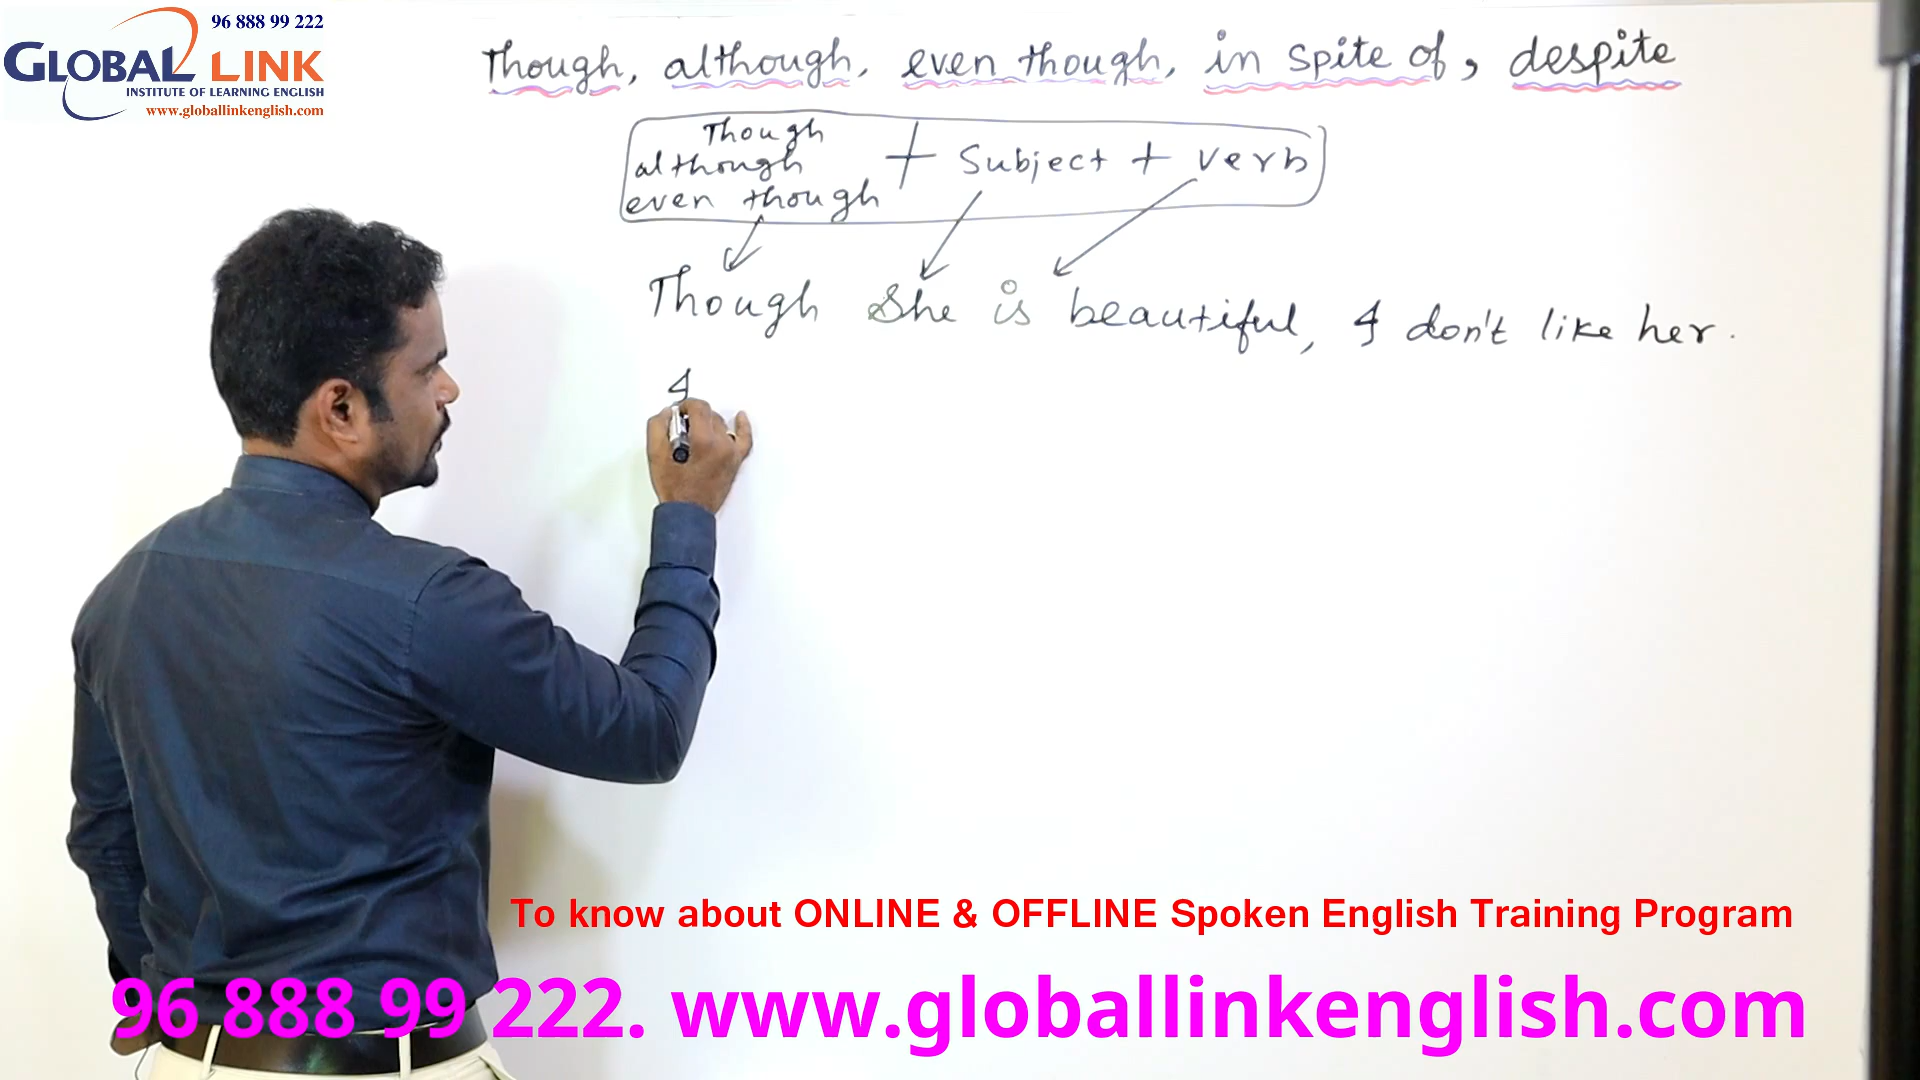 96 888 99 222
GLOBAL LINK
INSTITUTE OF LEARNING ENGLISH
www.globallinkenglish.com
Though, although, even though, in spite of, despite
Though
although
even though + Subject + verb
Though She is beautiful, I don't like her.
I
To know about ONLINE & OFFLINE Spoken English Training Program
96 888 99 222. www.globallinkenglish.com